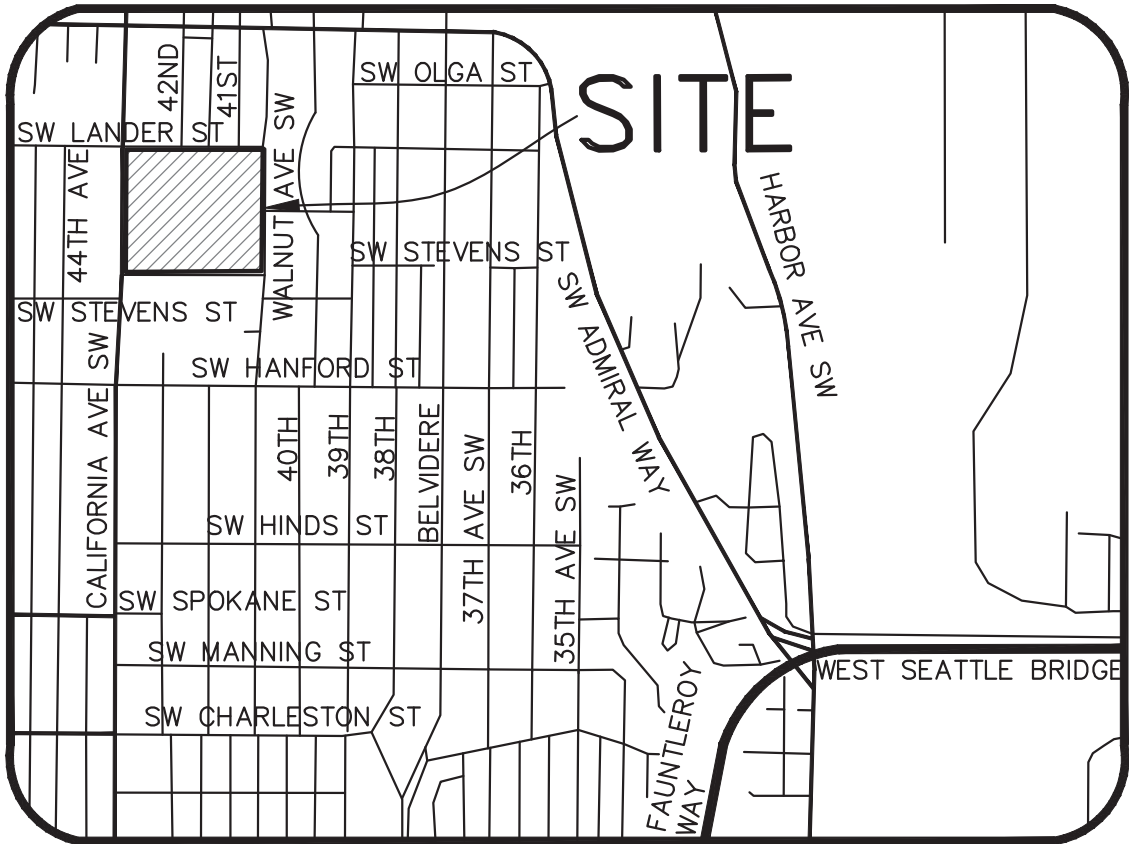 42ND
41ST
SW OLGA ST
SITE
SW LANDER ST
44TH AVE
WALNUT AVE SW
HARBOR AVE SW
SW STEVENS ST
SW ADMIRAL WAY
SW STEVENS ST
SW HANFORD ST
CALIFORNIA AVE SW
40TH
39TH
38TH
BELVIDERE
37TH AVE SW
36TH
35TH AVE SW
SW HINDS ST
SW SPOKANE ST
SW MANNING ST
WEST SEATTLE BRIDGE
SW CHARLESTON ST
FAUNTLEROY
WAY